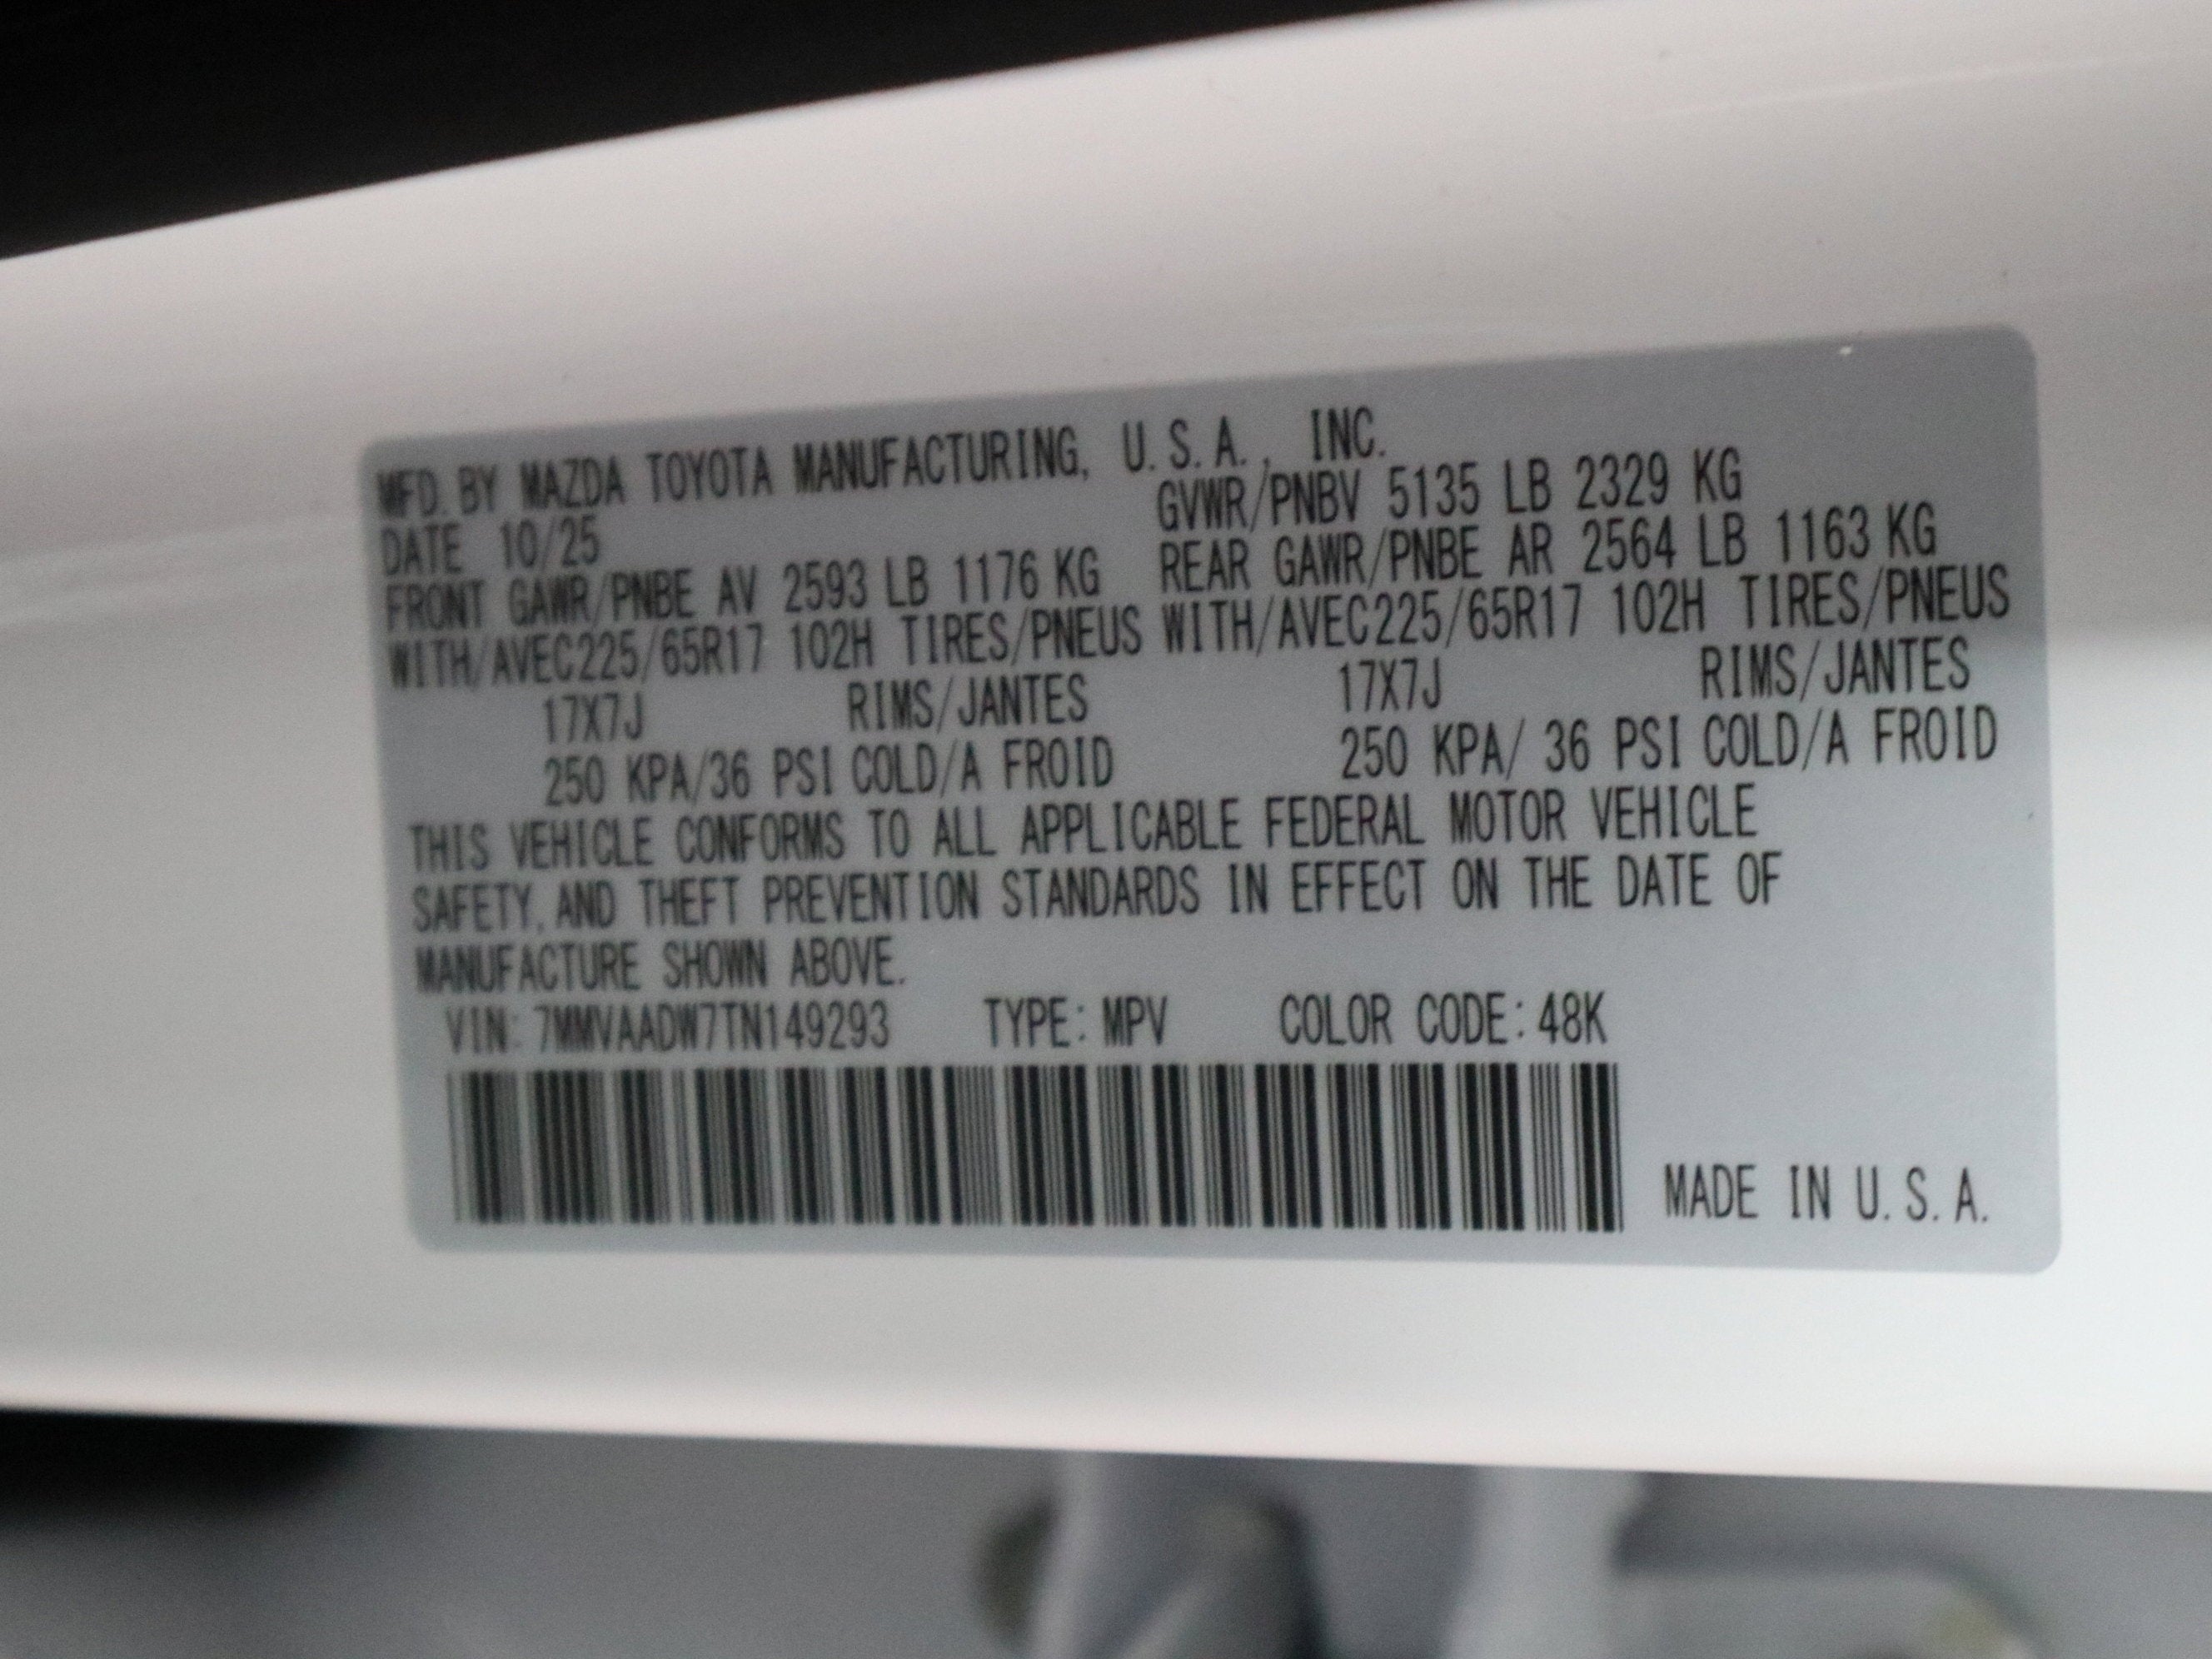 MFD. BY MAZDA TOYOTA MANUFACTURING, U.S.A., INC.
DATE 10/25 GVWR/PNBV 5135 LB 2329 KG
FRONT GAWR/PNBE AV 2593 LB 1176 KG REAR GAWR/PNBE AR 2564 LB 1163 KG
WITH/AVEC225/65R17 102H TIRES/PNEUS WITH/AVEC225/65R17 102H TIRES/PNEUS
17X7J RIMS/JANTES 17X7J RIMS/JANTES
250 KPA/36 PSI COLD/A FROID 250 KPA/ 36 PSI COLD/A FROID
THIS VEHICLE CONFORMS TO ALL APPLICABLE FEDERAL MOTOR VEHICLE
SAFETY, AND THEFT PREVENTION STANDARDS IN EFFECT ON THE DATE OF
MANUFACTURE SHOWN ABOVE.
VIN: 7MMVAADW7TN149293 TYPE: MPV COLOR CODE: 48K
MADE IN U.S.A.